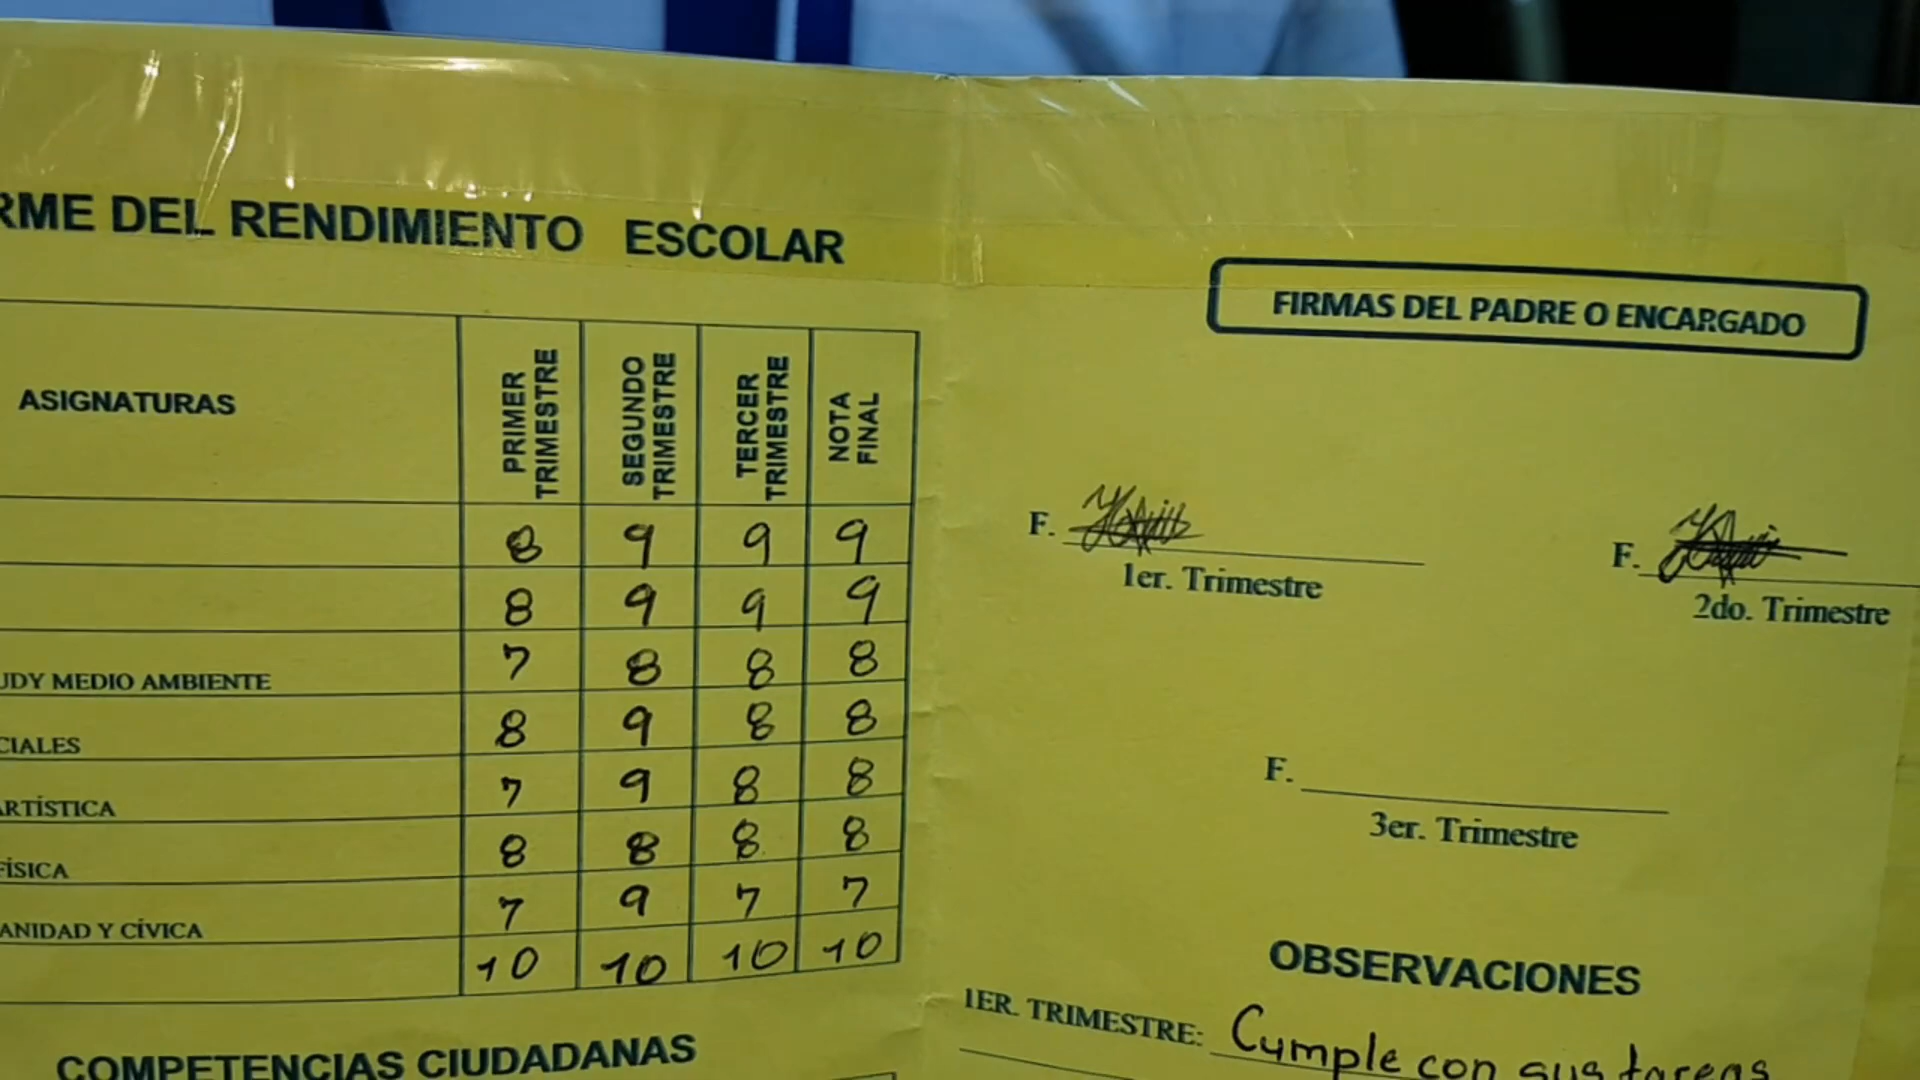 RME DEL RENDIMIENTO ESCOLAR
ASIGNATURAS
PRIMER TRIMESTRE
SEGUNDO TRIMESTRE
TERCER TRIMESTRE
NOTA FINAL
8 9 9 9
8 9 9 9
UDY MEDIO AMBIENTE 7 8 8 8
CIALES 8 9 8 8
ARTÍSTICA 7 9 8 8
FÍSICA 8 8 8 8
ANIDAD Y CÍVICA 7 9 7 7
10 10 10 10
COMPETENCIAS CIUDADANAS
FIRMAS DEL PADRE O ENCARGADO
F.
1er. Trimestre
F.
2do. Trimestre
F.
3er. Trimestre
OBSERVACIONES
1ER. TRIMESTRE: Cumple con sus tareas